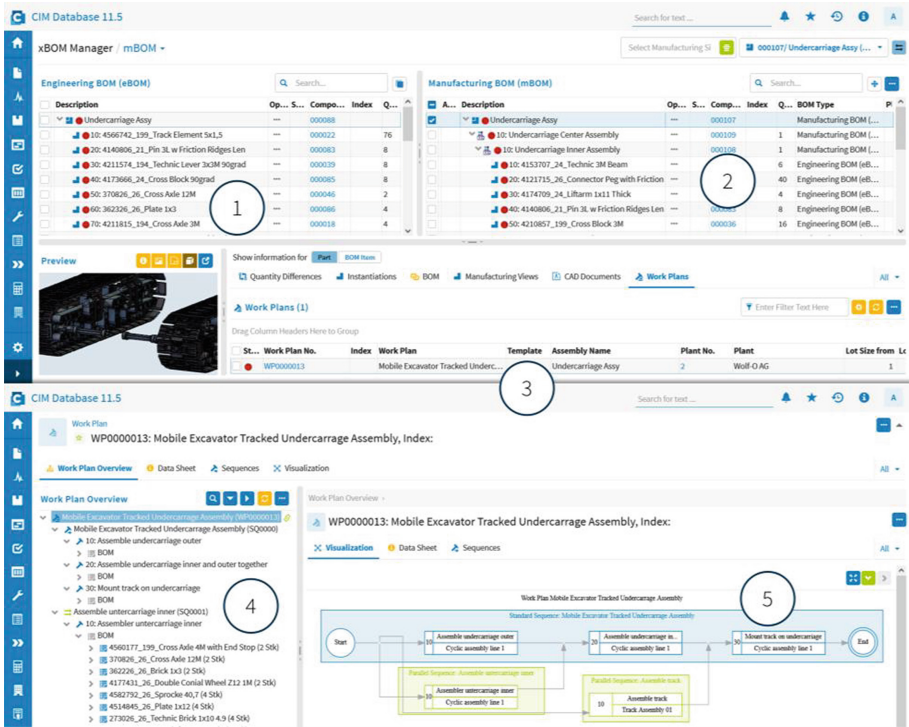 CIM Database 11.5
Search for text ...
A
xBOM Manager / mBOM
Select Manufacturing Si
000107/ Undercarriage Assy (...
Engineering BOM (eBOM)
Search...
Description Op... S... Compo... Index Q...
Undercarriage Assy 000088
10: 4566742_199_Track Element 5x1,5 000022 76
20: 4140806_21_Pin 3L w Friction Ridges Len 000083 8
30: 4211574_194_Technic Lever 3x3M 90grad 000039 8
40: 4173666_24_Cross Block 90grad 000085 8
50: 370826_26_Cross Axle 12M 000046 2
60: 362326_26_Plate 1x3 000086 4
70: 4211815_194_Cross Axle 3M 000018 4
1
Manufacturing BOM (mBOM)
Search...
A... Description Op... S... Comp... Index Q... BOM Type
Undercarriage Assy 000107 Manufacturing BOM (...
10: Undercarriage Center Assembly 000109 1 Manufacturing BOM (...
10: Undercarriage Inner Assembly 000108 1 Manufacturing BOM (...
10: 4153707_24_Technic 3M Beam 6 Engineering BOM (eB...
20: 4121715_26_Connector Peg with Friction 40 Engineering BOM (eB...
30: 4174709_24_Liftarm 1x11 Thick 4 Engineering BOM (eB...
40: 4140806_21_Pin 3L w Friction Ridges Len 000083 8 Engineering BOM (eB...
50: 4210857_199_Cross Block 3M 000036 16 Engineering BOM (eB...
2
Preview
Show information for Part BOM Item
Quantity Differences Instantiations BOM Manufacturing Views CAD Documents Work Plans All
Work Plans (1)
Enter Filter Text Here
Drag Column Headers Here to Group
St... Work Plan No. Index Work Plan Template Assembly Name Plant No. Plant Lot Size from Lc
WP0000013 Mobile Excavator Tracked Underc... Undercarriage Assy 2 Wolf-O AG 1
3
CIM Database 11.5
Search for text ...
A
Work Plan
WP0000013: Mobile Excavator Tracked Undercarrage Assembly, Index:
Work Plan Overview Data Sheet Sequences Visualization All
Work Plan Overview
Mobile Excavator Tracked Undercarrage Assembly (WP0000013)
Mobile Excavator Tracked Undercarrage Assembly (SQ0000)
10: Assemble undercarriage outer
BOM
20: Assemble undercarriage inner and outer together
BOM
30: Mount track on undercarriage
BOM
Assemble untercarriage inner (SQ0001)
10: Assembler untercarriage inner
BOM
4560177_199_Cross Axle 4M with End Stop (2 Stk)
370826_26_Cross Axle 12M (2 Stk)
362226_26_Brick 1x3 (2 Stk)
4177431_26_Double Conial Wheel Z12 1M (2 Stk)
4582792_26_Sprocke 40,7 (4 Stk)
4514845_26_Plate 1x12 (4 Stk)
273026_26_Technic Brick 1x10 4.9 (4 Stk)
4
Work Plan Overview
WP0000013: Mobile Excavator Tracked Undercarrage Assembly, Index:
Visualization Data Sheet Sequences All
Work Plan Mobile Excavator Tracked Undercarrage Assembly
Standard Sequence: Mobile Excavator Tracked Undercarrage Assembly
Start
10 Assemble undercarriage outer
Cyclic assembly line 1
20 Assemble undercarriage in...
Cyclic assembly line 1
30 Mount track on undercarriage
Cyclic assembly line 1
End
Parallel Sequence: Assemble untercarriage inner
10 Assembler untercarriage inner
Cyclic assembly line 1
Parallel Sequence: Assemble track
10 Assemble track
Track Assembly 01
5